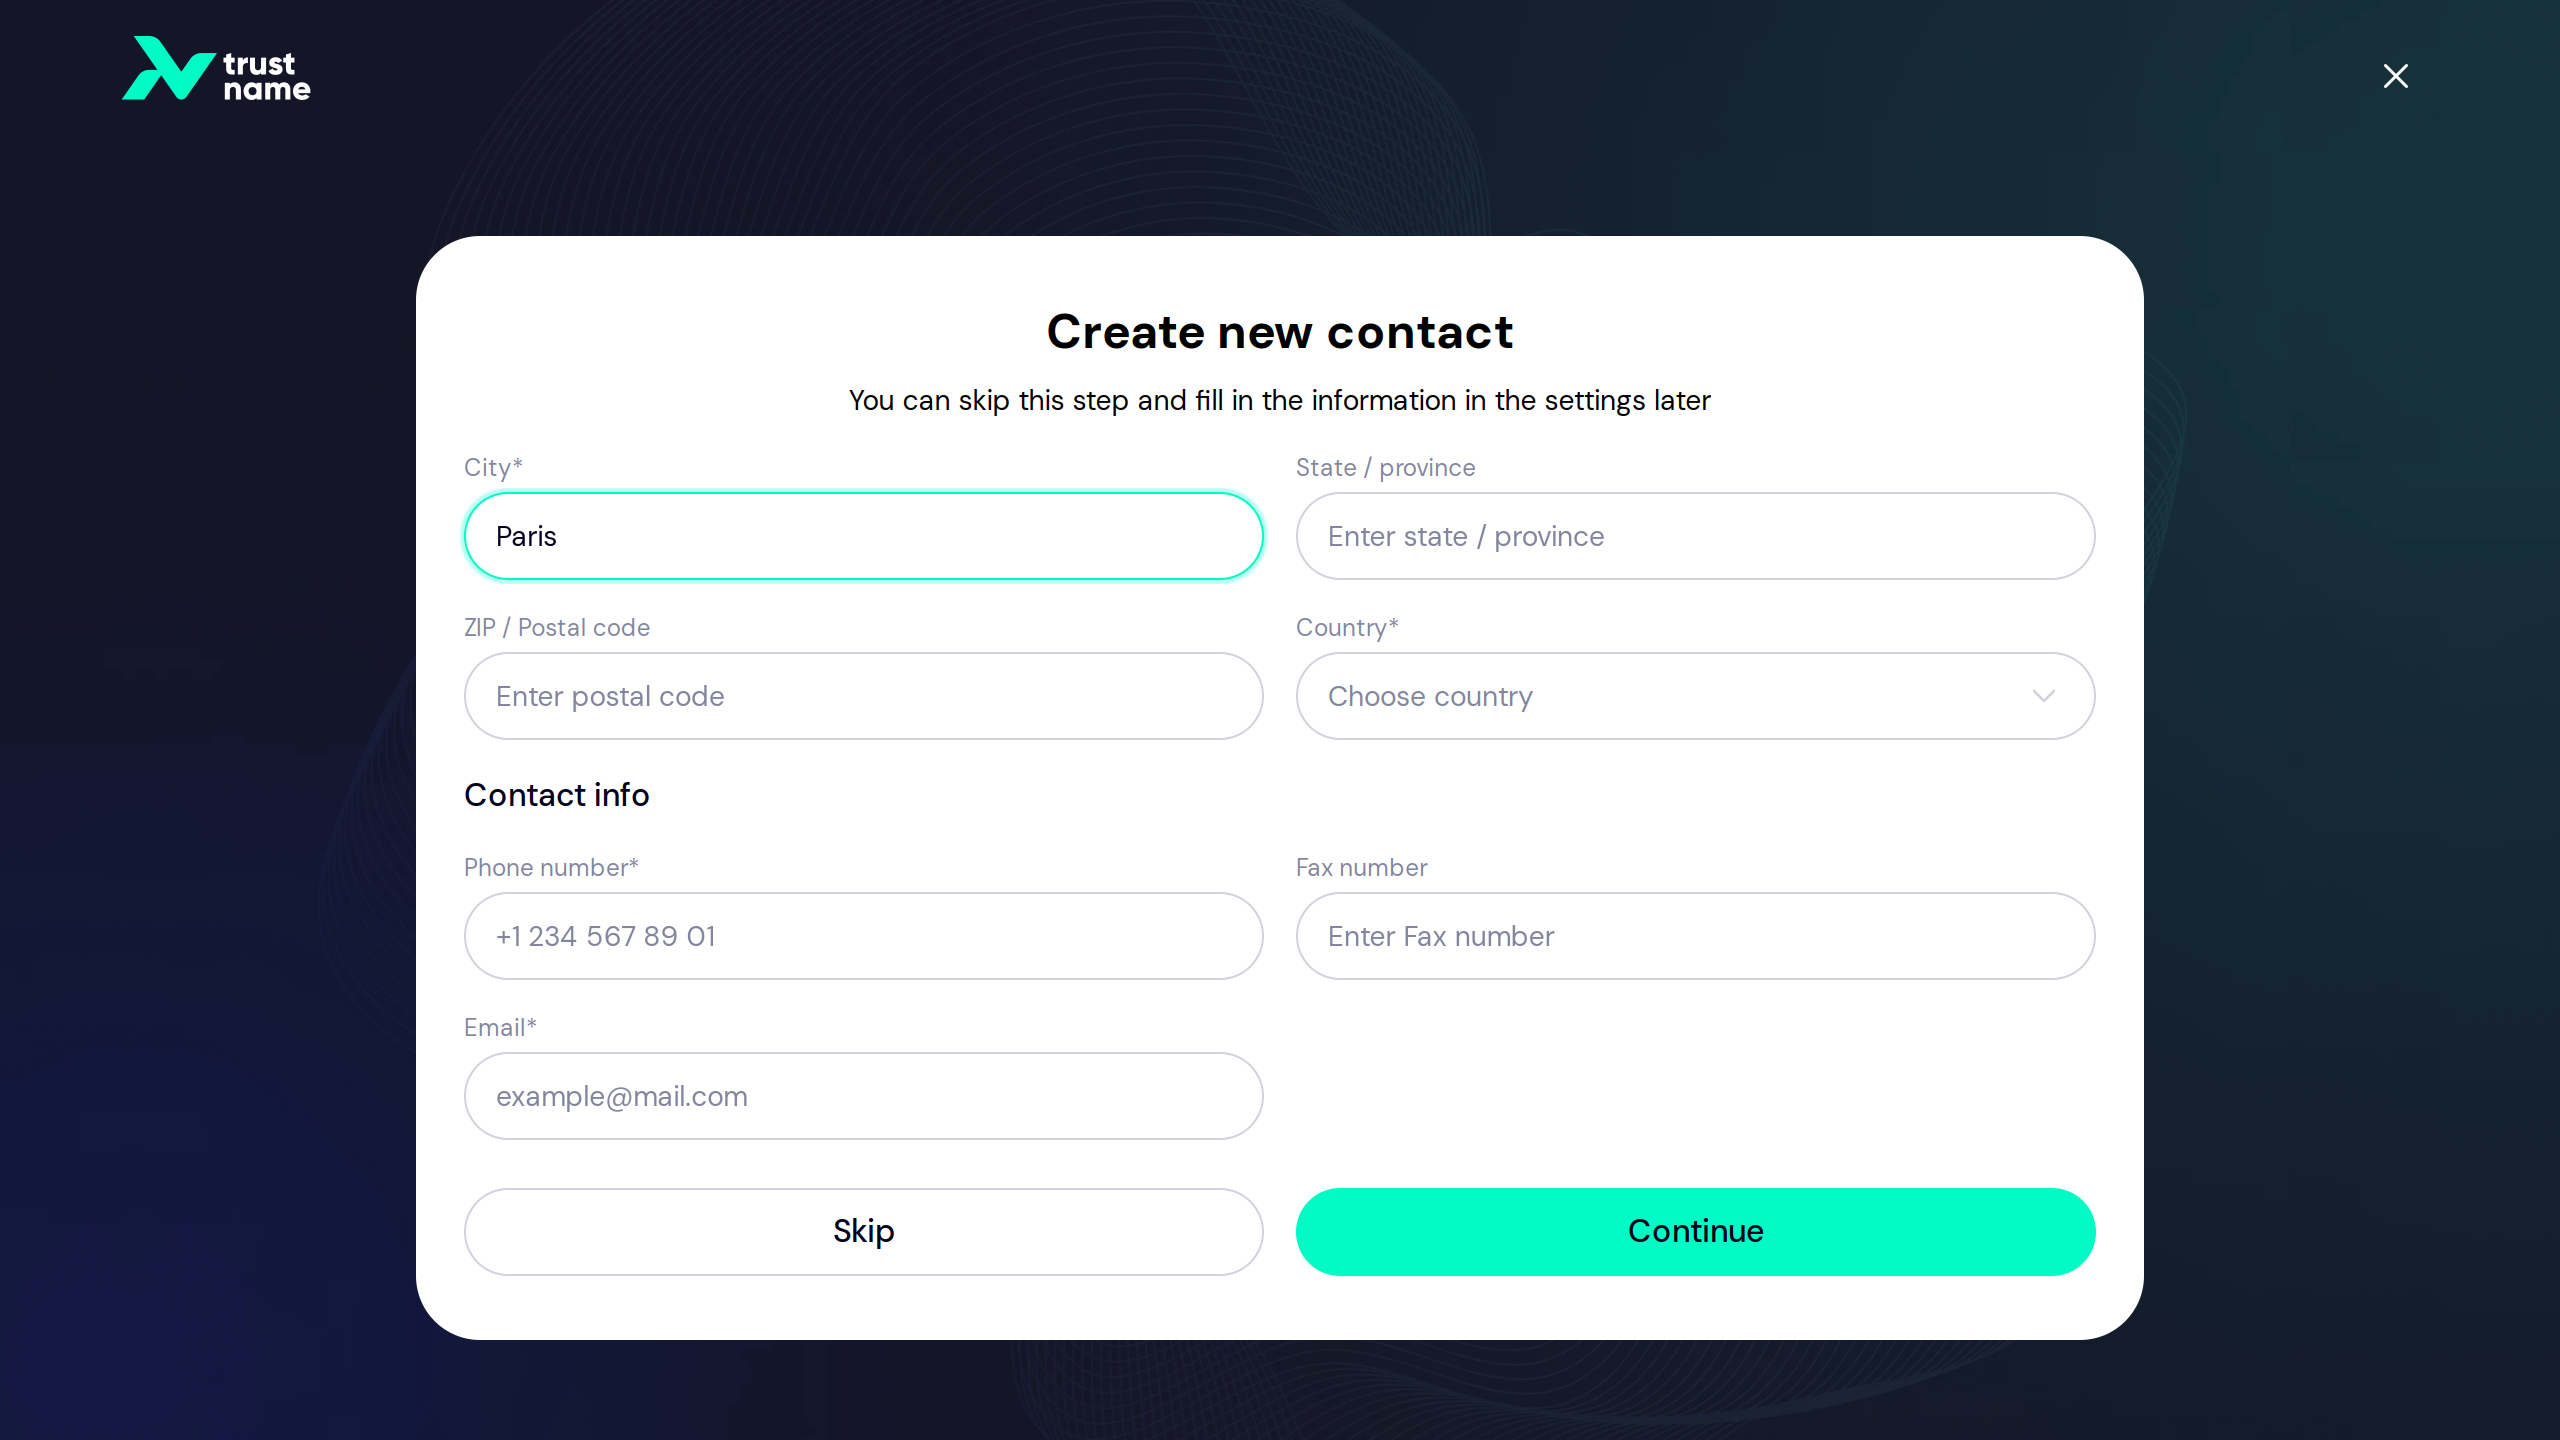 trust
name
Create new contact
You can skip this step and fill in the information in the settings later
City*
State / province
Paris
Enter state / province
ZIP / Postal code
Country*
Enter postal code
Choose country
Contact info
Phone number*
Fax number
+1 234 567 89 01
Enter Fax number
Email*
example@mail.com
Skip
Continue